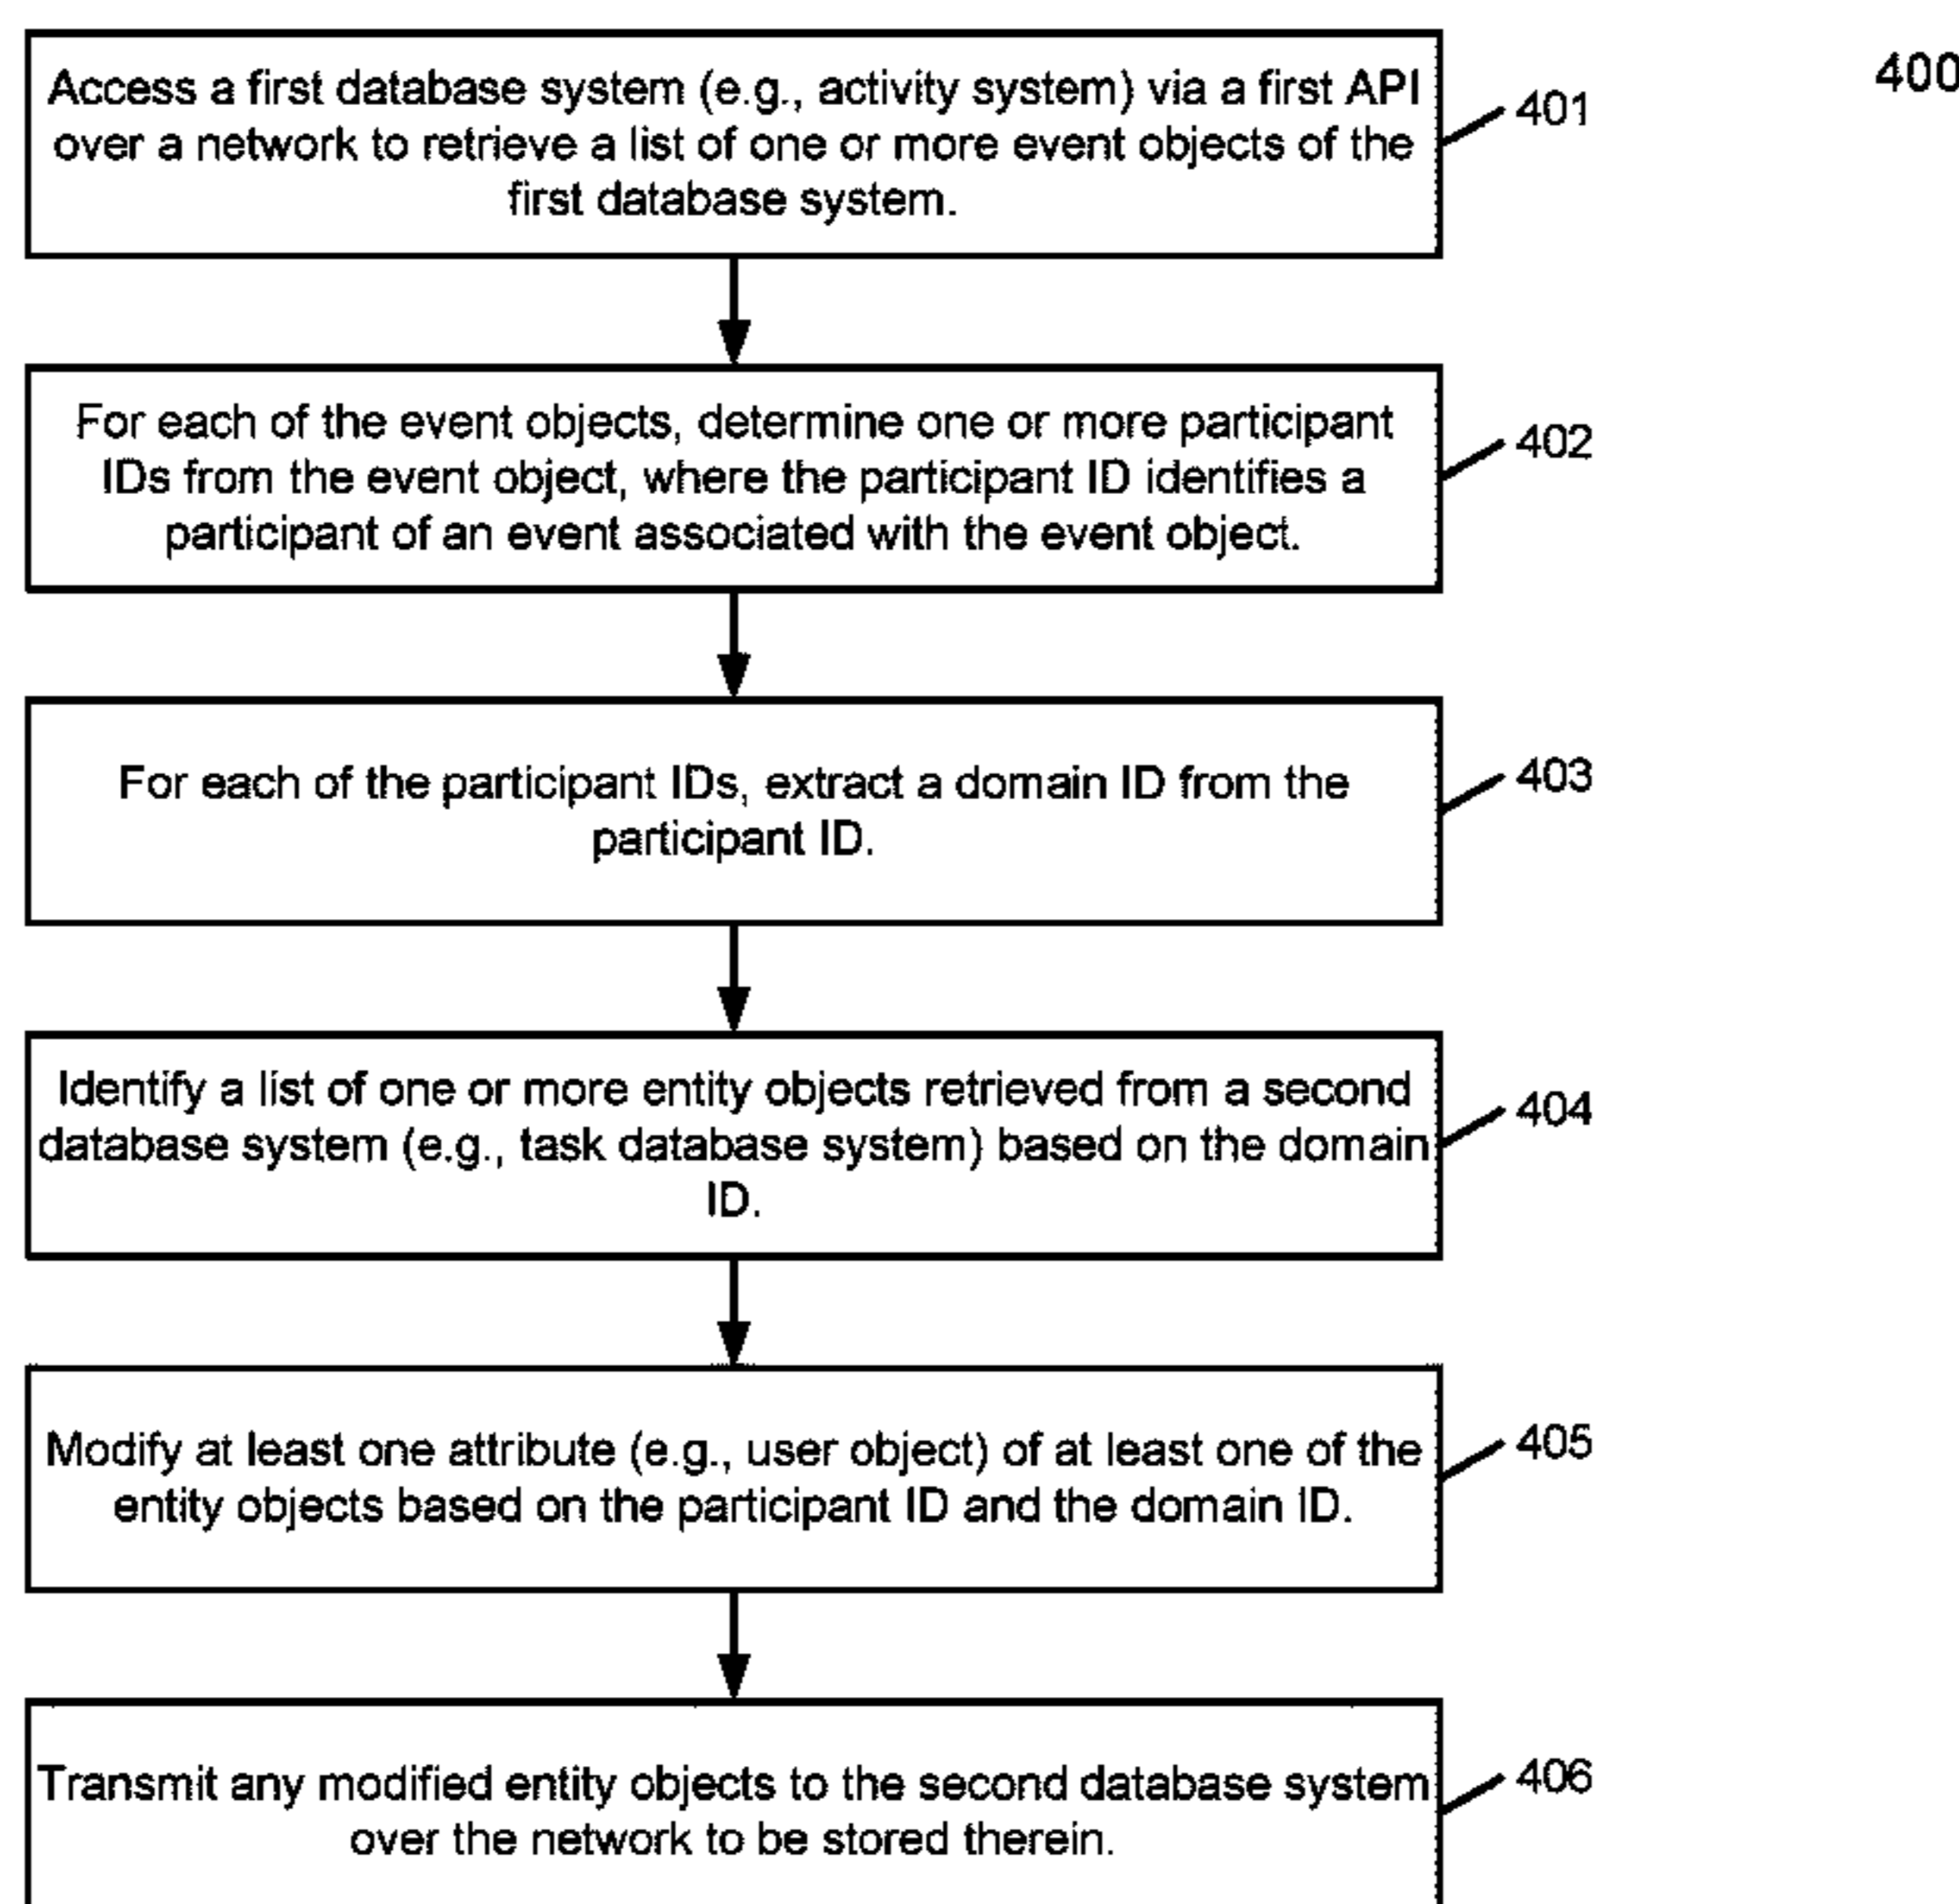 400
Access a first database system (e.g., activity system) via a first API
over a network to retrieve a list of one or more event objects of the
first database system.
401
For each of the event objects, determine one or more participant
IDs from the event object, where the participant ID identifies a
participant of an event associated with the event object.
402
For each of the participant IDs, extract a domain ID from the
participant ID.
403
Identify a list of one or more entity objects retrieved from a second
database system (e.g., task database system) based on the domain
ID.
404
Modify at least one attribute (e.g., user object) of at least one of the
entity objects based on the participant ID and the domain ID.
405
Transmit any modified entity objects to the second database system
over the network to be stored therein.
406